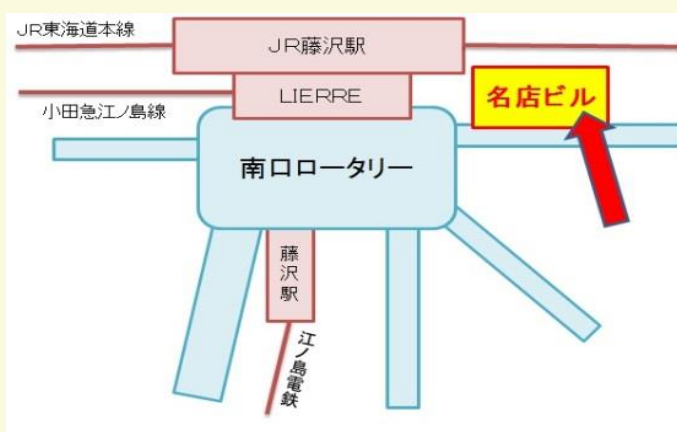 JR東海道本線
JR藤沢駅
LIERRE
名店ビル
小田急江ノ島線
南口ロータリー
藤沢駅
江ノ島電鉄